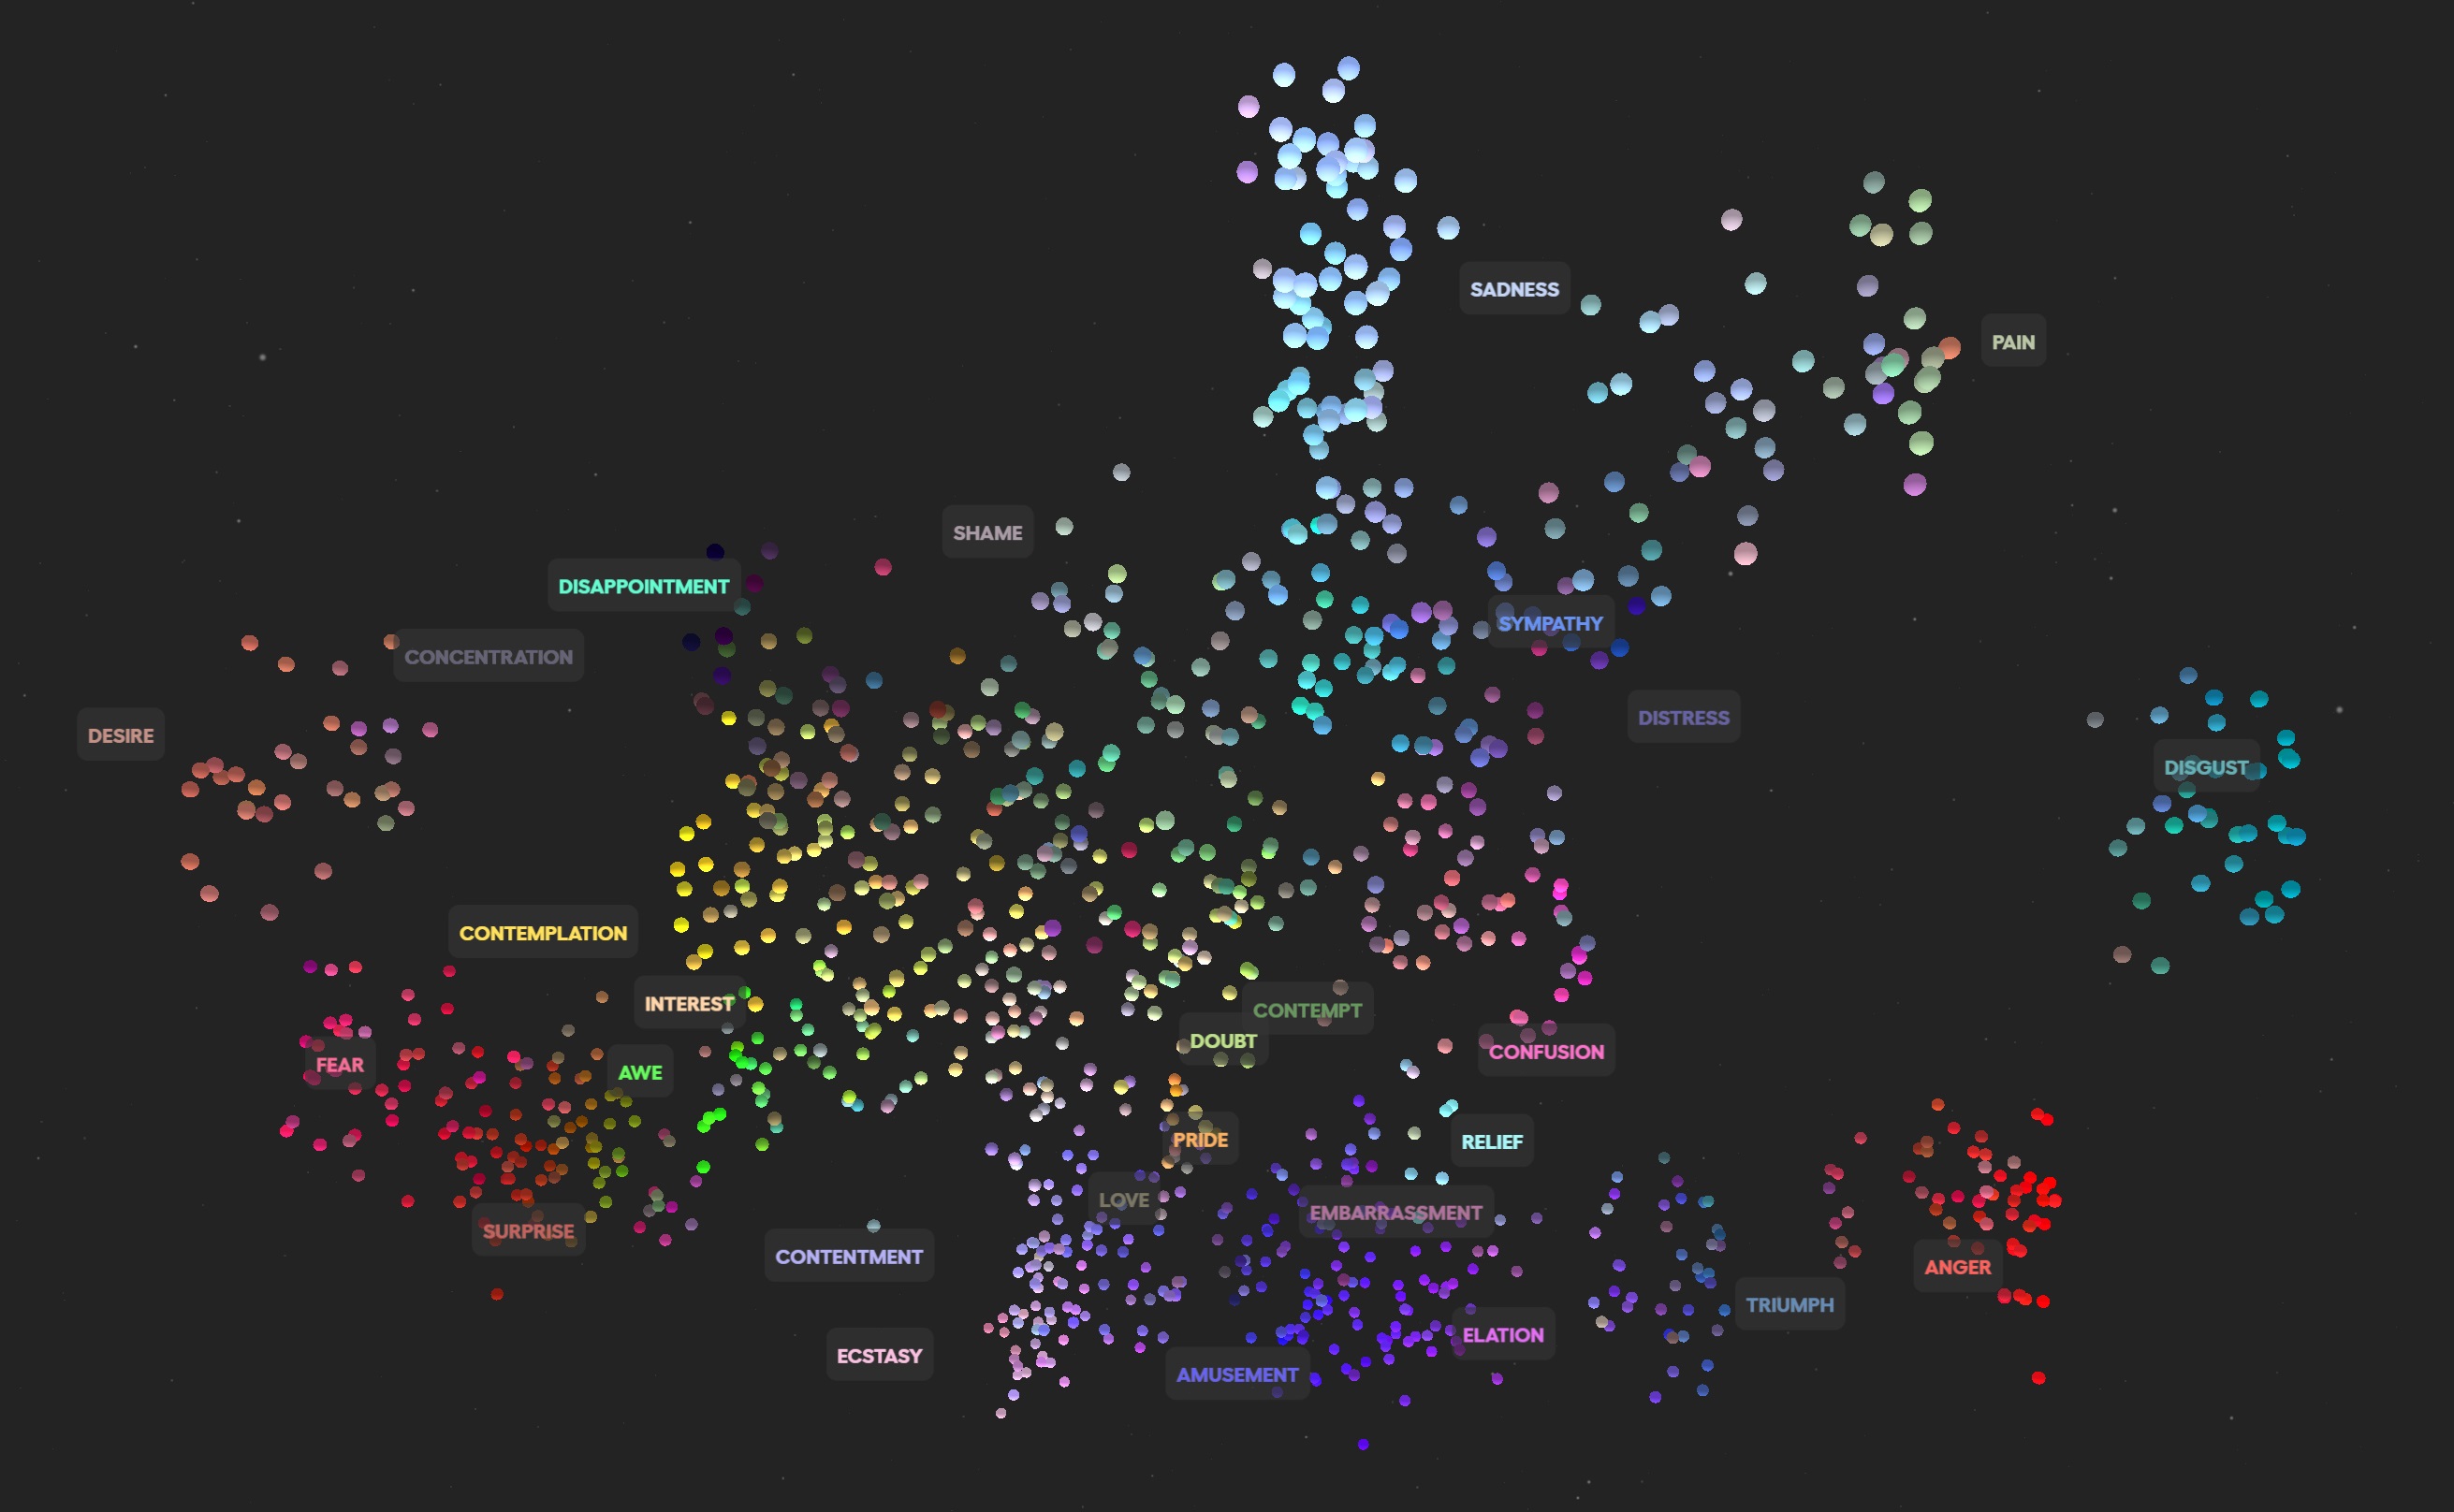 SADNESS
PAIN
SHAME
DISAPPOINTMENT
SYMPATHY
CONCENTRATION
DISTRESS
DESIRE
DISGUST
CONTEMPLATION
INTEREST
CONTEMPT
DOUBT
CONFUSION
FEAR
AWE
PRIDE
RELIEF
LOVE
EMBARRASSMENT
SURPRISE
CONTENTMENT
ANGER
TRIUMPH
ELATION
ECSTASY
AMUSEMENT